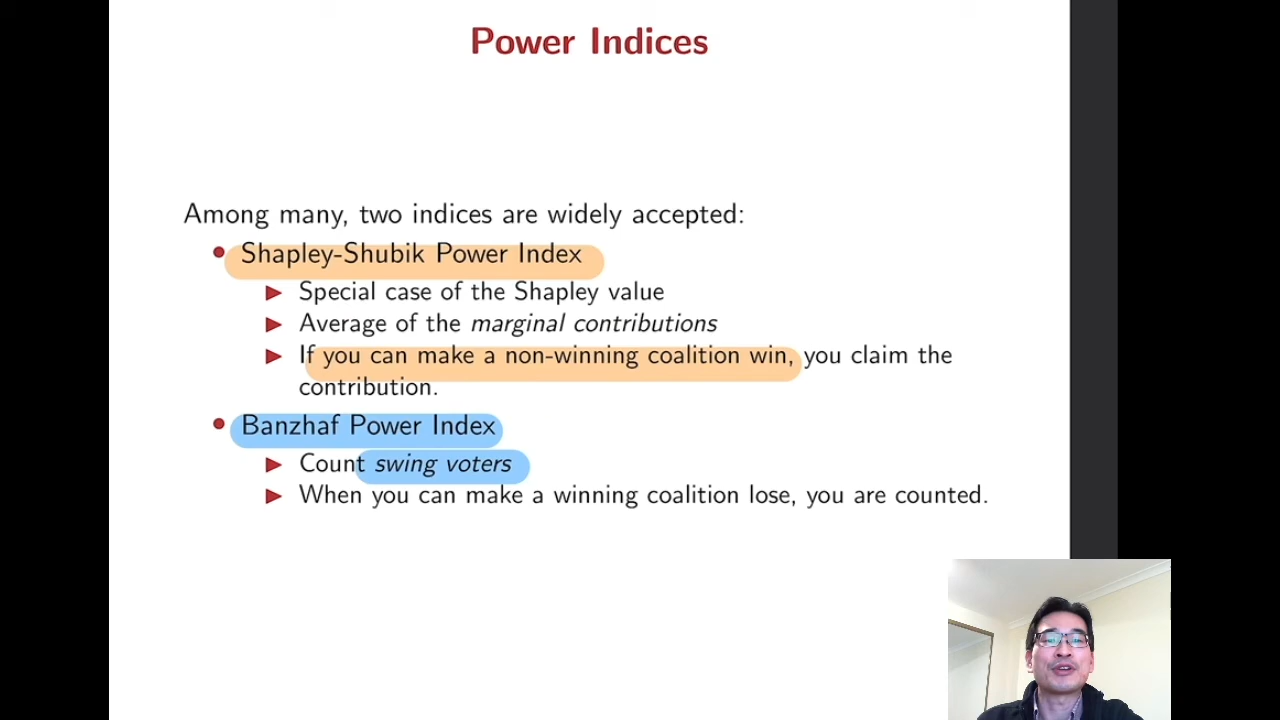 Power Indices
Among many, two indices are widely accepted:
Shapley-Shubik Power Index
Special case of the Shapley value
Average of the marginal contributions
If you can make a non-winning coalition win, you claim the
contribution.
Banzhaf Power Index
Count swing voters
When you can make a winning coalition lose, you are counted.